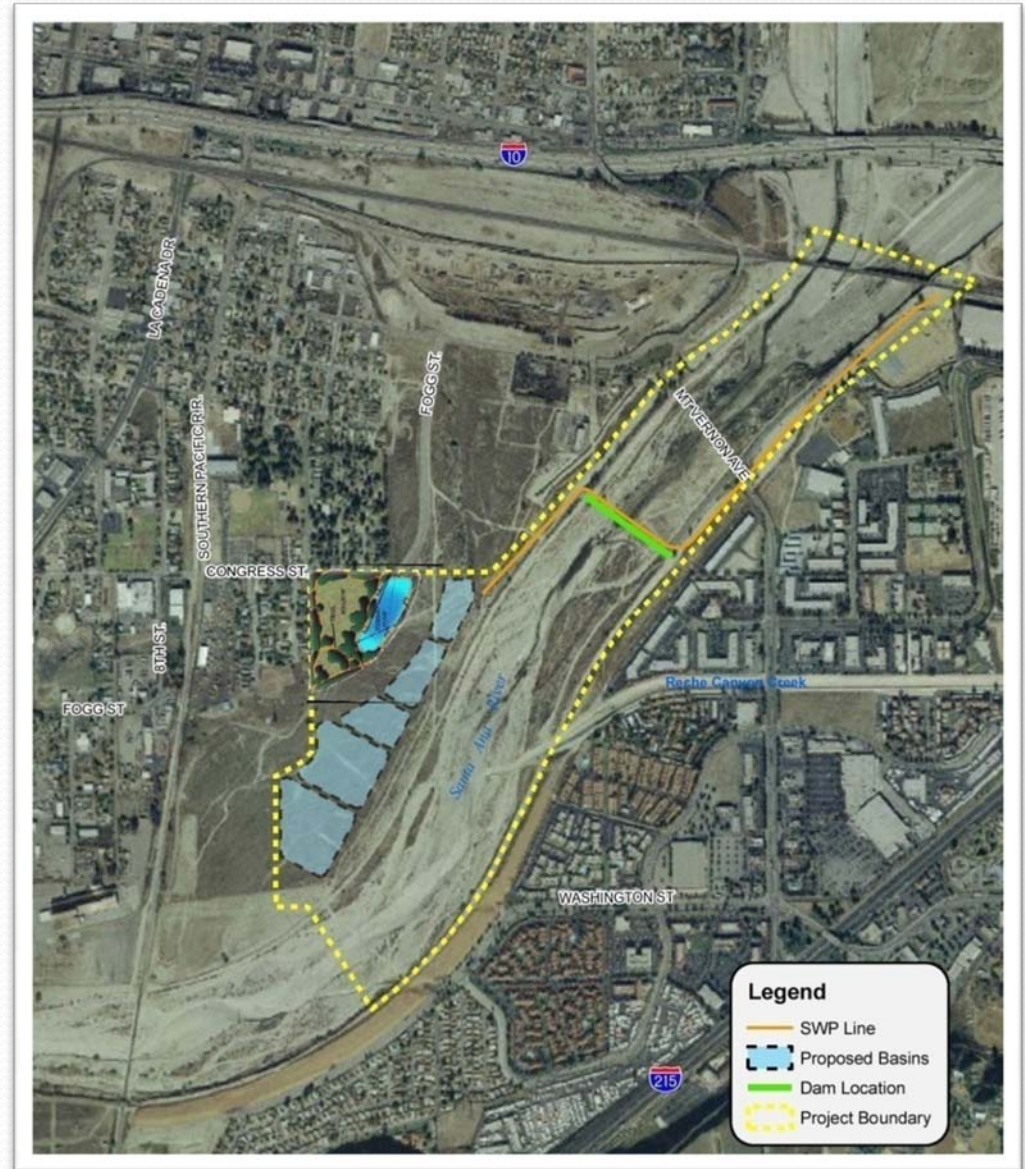 10
LA CADENA DR
FOGG ST.
SOUTHERN PACIFIC R.R.
MT VERNON AVE
CONGRESS ST.
8TH ST.
Reche Canyon Creek
FOGG ST
Santa Ana River
WASHINGTON ST
Legend
SWP Line
Proposed Basins
Dam Location
Project Boundary
215